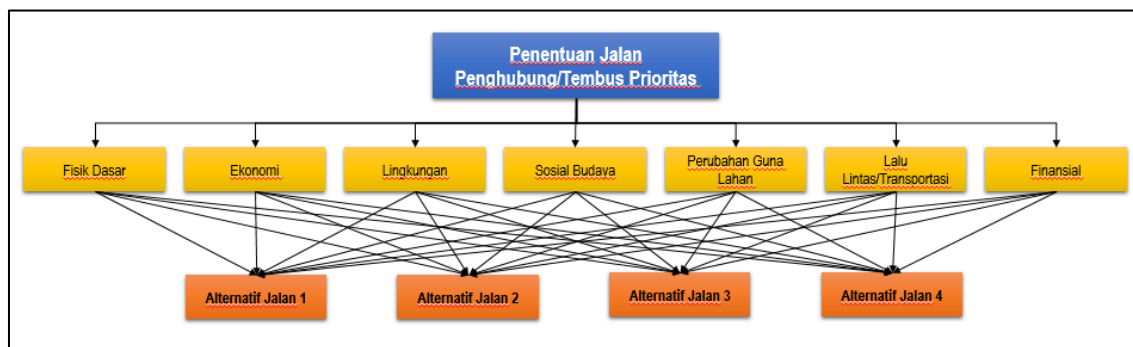 Penentuan Jalan
Penghubung/Tembus Prioritas
Fisik Dasar
Ekonomi
Lingkungan
Sosial Budaya
Perubahan Guna
Lahan
Lalu
Lintas/Transportasi
Finansial
Alternatif Jalan 1
Alternatif Jalan 2
Alternatif Jalan 3
Alternatif Jalan 4